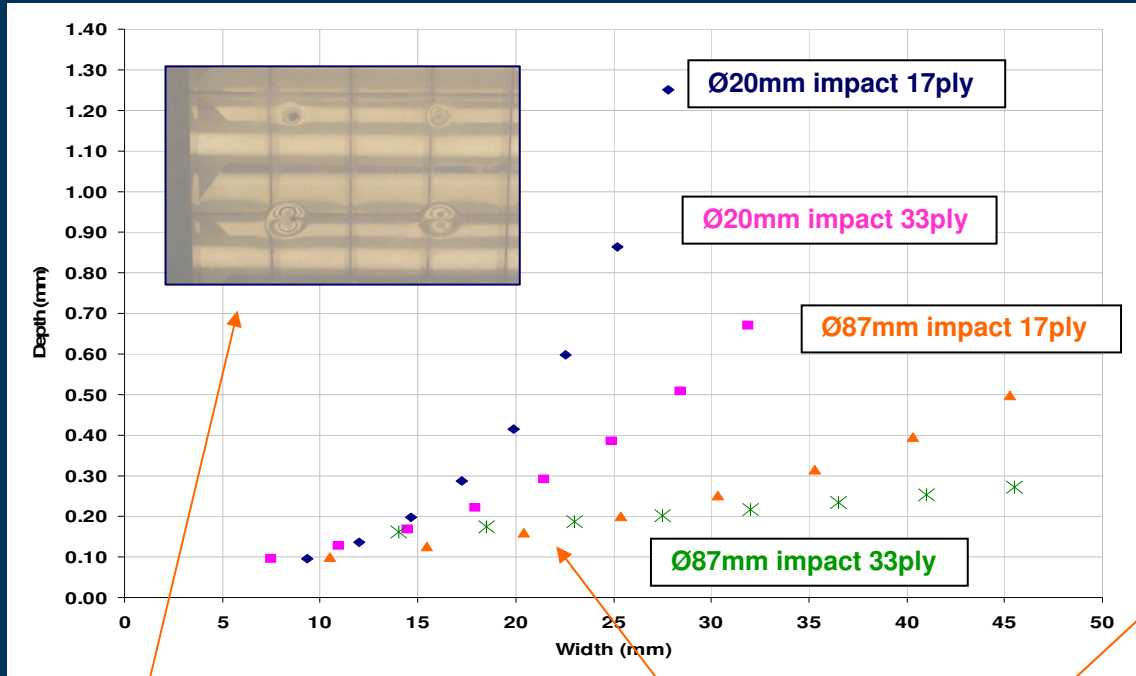 1.40
1.30
1.20
1.10
1.00
0.90
0.80
0.70
0.60
0.50
0.40
0.30
0.20
0.10
0.00
Depth (mm)
Ø20mm impact 17ply
Ø20mm impact 33ply
Ø87mm impact 17ply
Ø87mm impact 33ply
0 5 10 15 20 25 30 35 40 45 50
Width (mm)